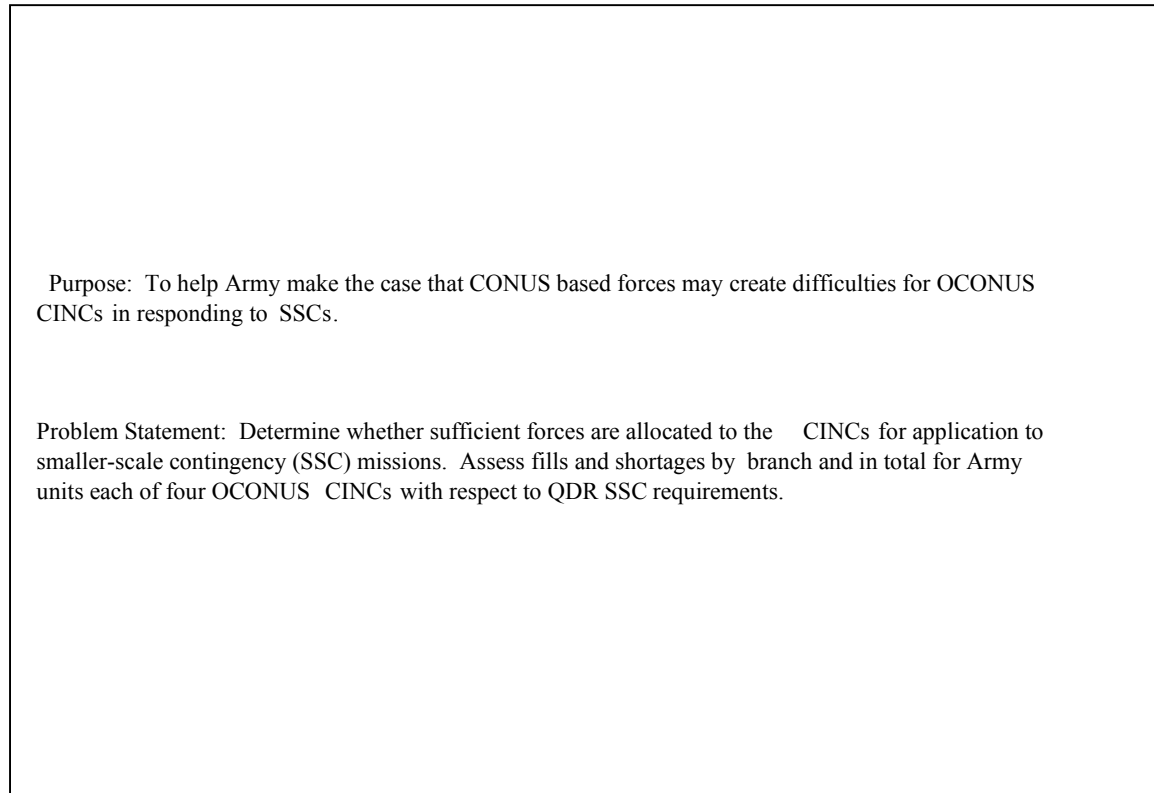 Purpose: To help Army make the case that CONUS based forces may create difficulties for OCONUS
CINCs in responding to SSCs.
Problem Statement: Determine whether sufficient forces are allocated to the CINCs for application to
smaller-scale contingency (SSC) missions. Assess fills and shortages by branch and in total for Army
units each of four OCONUS CINCs with respect to QDR SSC requirements.